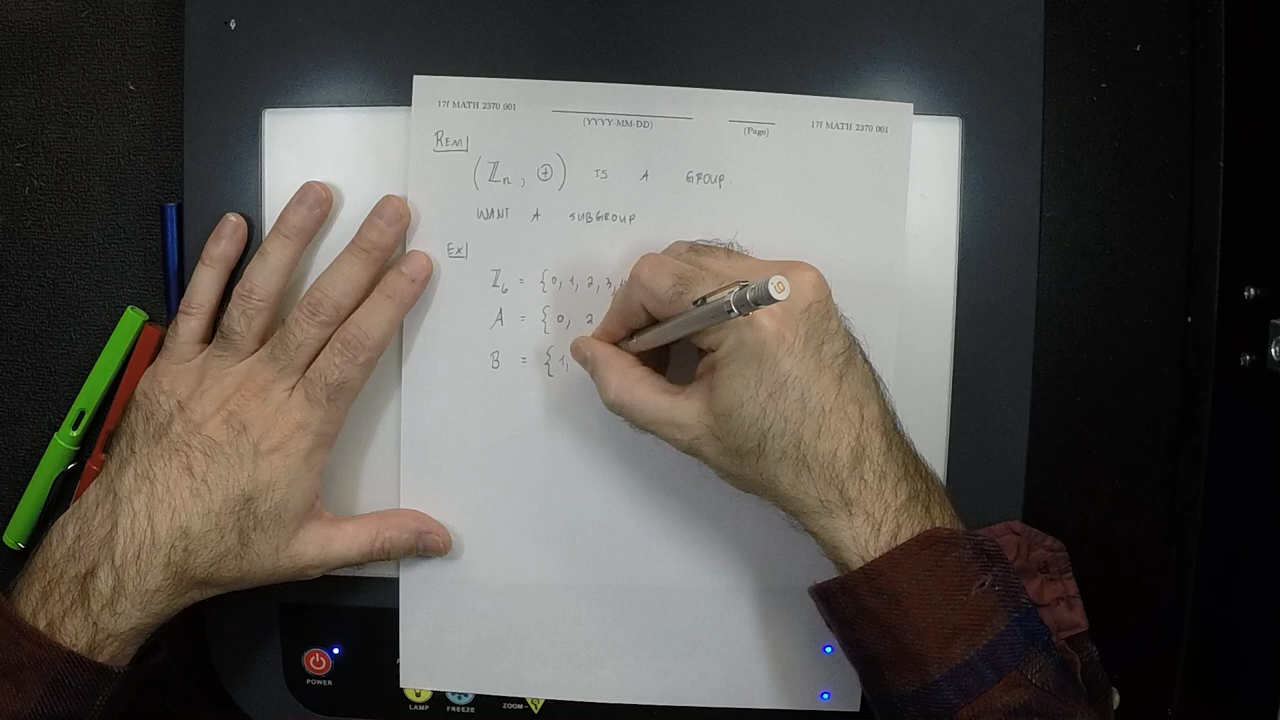 17f MATH 2370 001 (YYYY-MM-DD) (Page) 17f MATH 2370 001
REM
(ℤn, ⊕) IS A GROUP.
WANT A SUBGROUP
EX
ℤ6 = {0, 1, 2, 3,
A = {0, 2
B = {1,
POWER
LAMP FREEZE ZOOM-